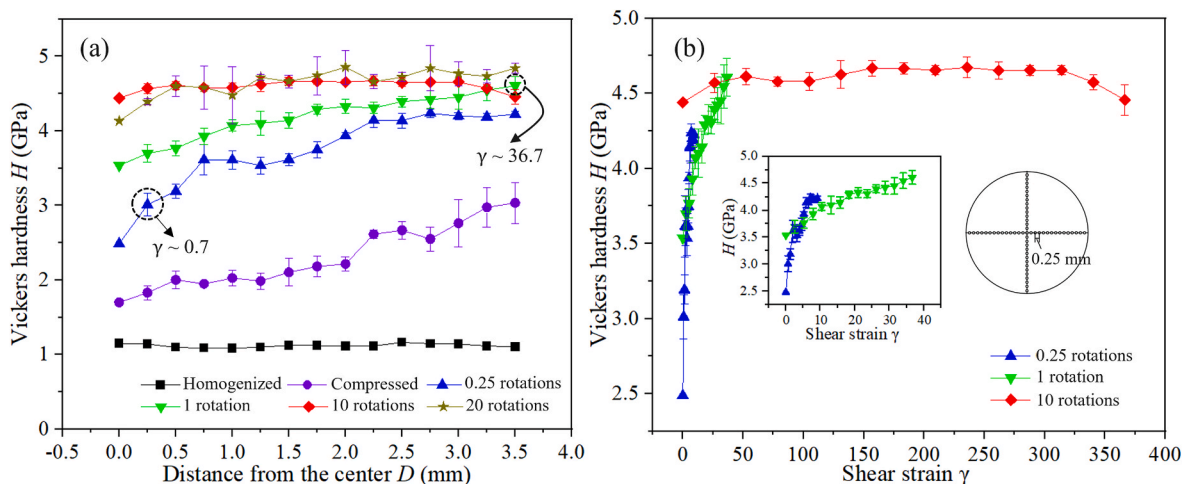 (a)
Vickers hardness H (GPa)
5
4
3
2
1
0
γ ~ 0.7
γ ~ 36.7
Homogenized Compressed 0.25 rotations
1 rotation 10 rotations 20 rotations
-0.5 0.0 0.5 1.0 1.5 2.0 2.5 3.0 3.5 4.0
Distance from the center D (mm)
(b)
Vickers hardness H (GPa)
5.0
4.5
4.0
3.5
3.0
2.5
H (GPa)
5.0
4.5
4.0
3.5
3.0
2.5
0 10 20 30 40
Shear strain γ
0.25 mm
0.25 rotations
1 rotation
10 rotations
0 50 100 150 200 250 300 350 400
Shear strain γ